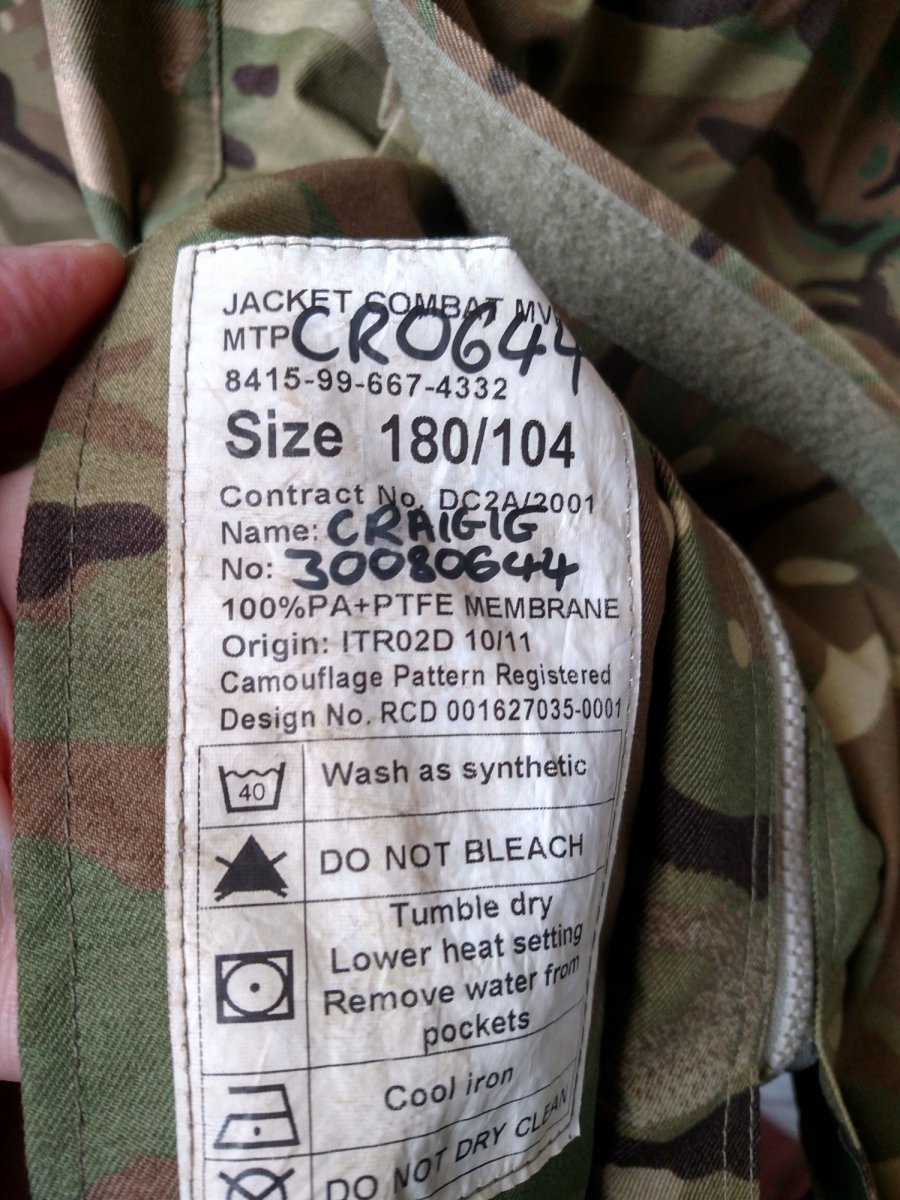 JACKET COMBAT MV
MTP CRO644
8415-99-667-4332
Size 180/104
Contract No. DC2A/2001
Name: CRAIGIG
No: 30080644
100%PA+PTFE MEMBRANE
Origin: ITR02D 10/11
Camouflage Pattern Registered
Design No. RCD 001627035-0001
40 Wash as synthetic
DO NOT BLEACH
Tumble dry
Lower heat setting
Remove water from
pockets
Cool iron
DO NOT DRY CLEAN